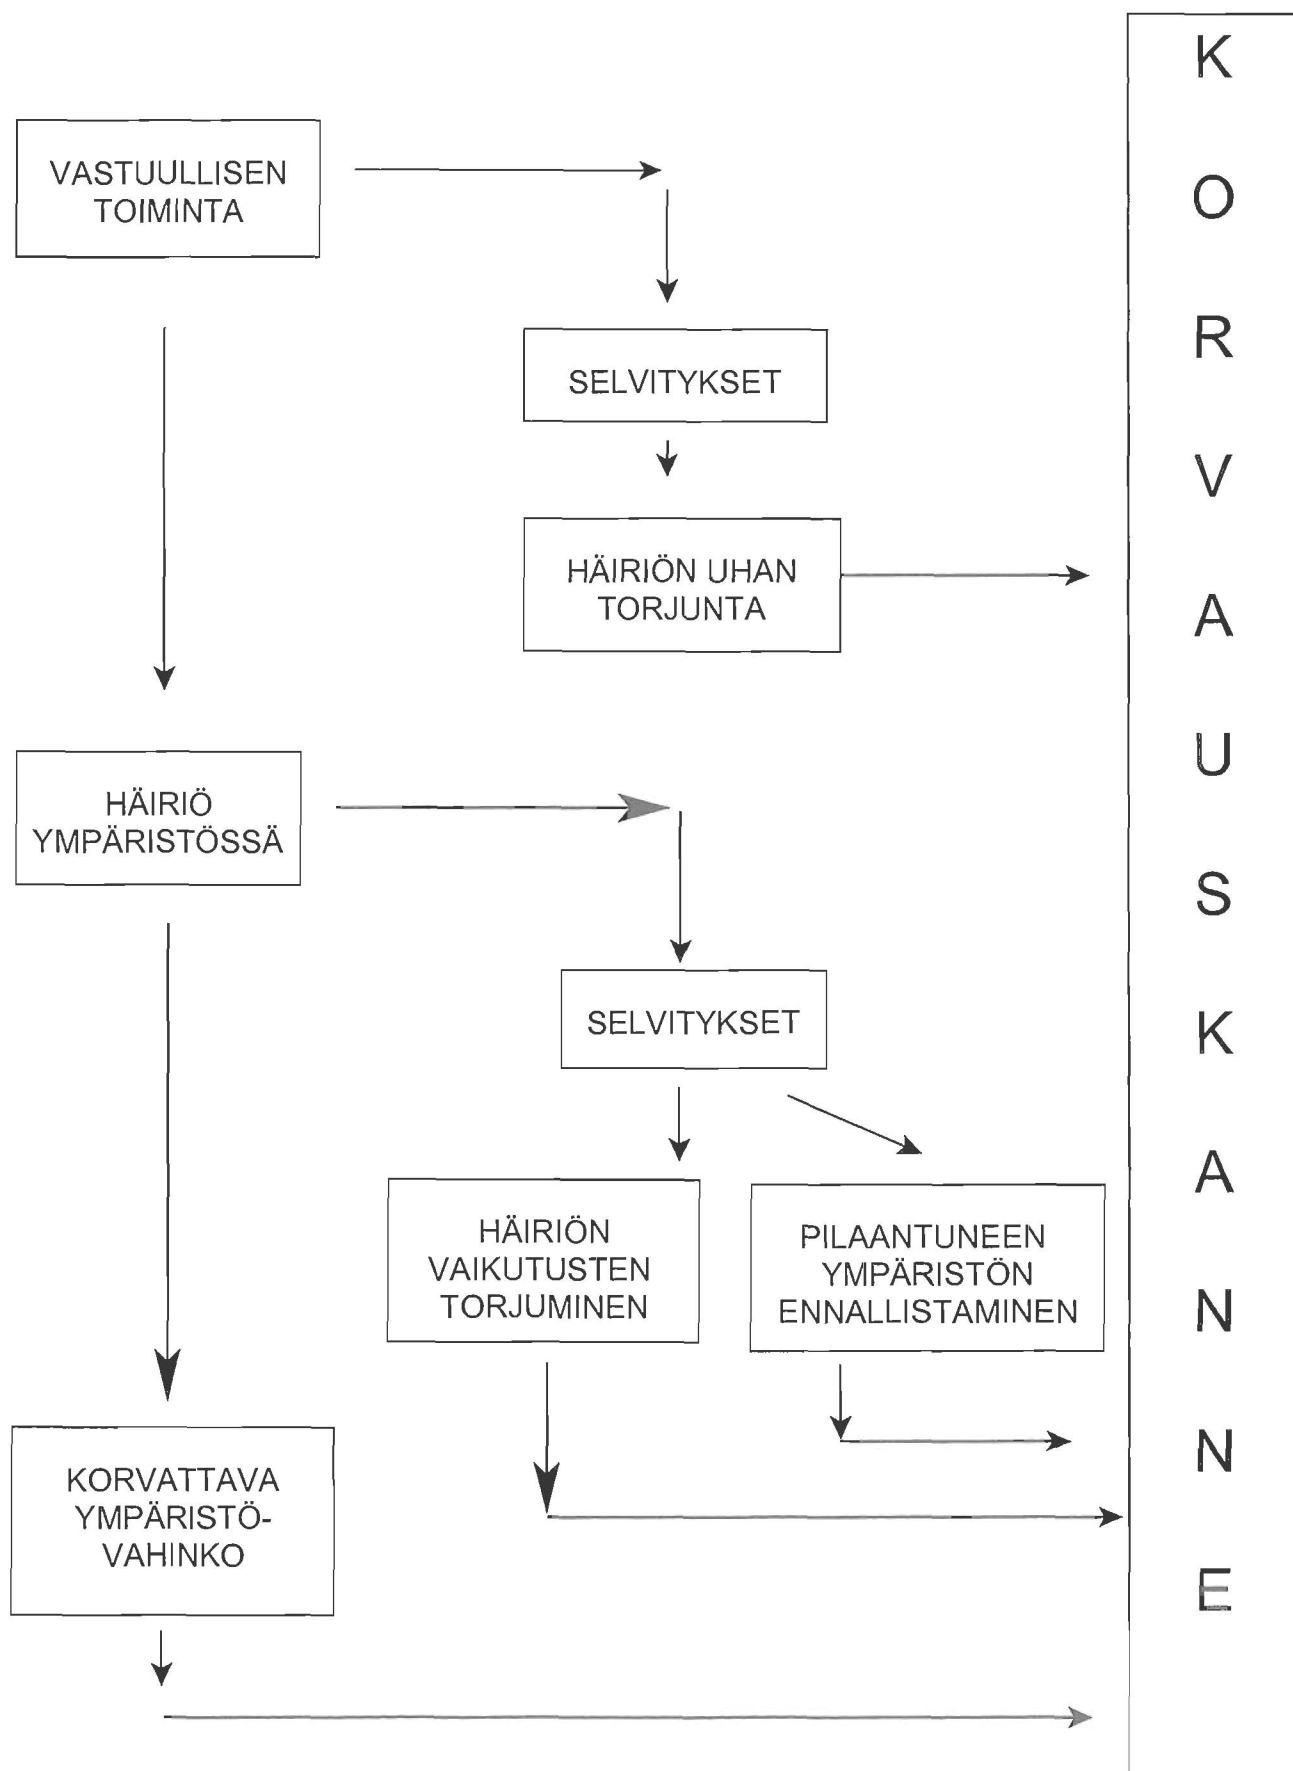 VASTUULLISEN
TOIMINTA
SELVITYKSET
HÄIRIÖN UHAN
TORJUNTA
HÄIRIÖ
YMPÄRISTÖSSÄ
SELVITYKSET
HÄIRIÖN
VAIKUTUSTEN
TORJUMINEN
PILAANTUNEEN
YMPÄRISTÖN
ENNALLISTAMINEN
KORVATTAVA
YMPÄRISTÖ-
VAHINKO
K
O
R
V
A
U
S
K
A
N
N
E